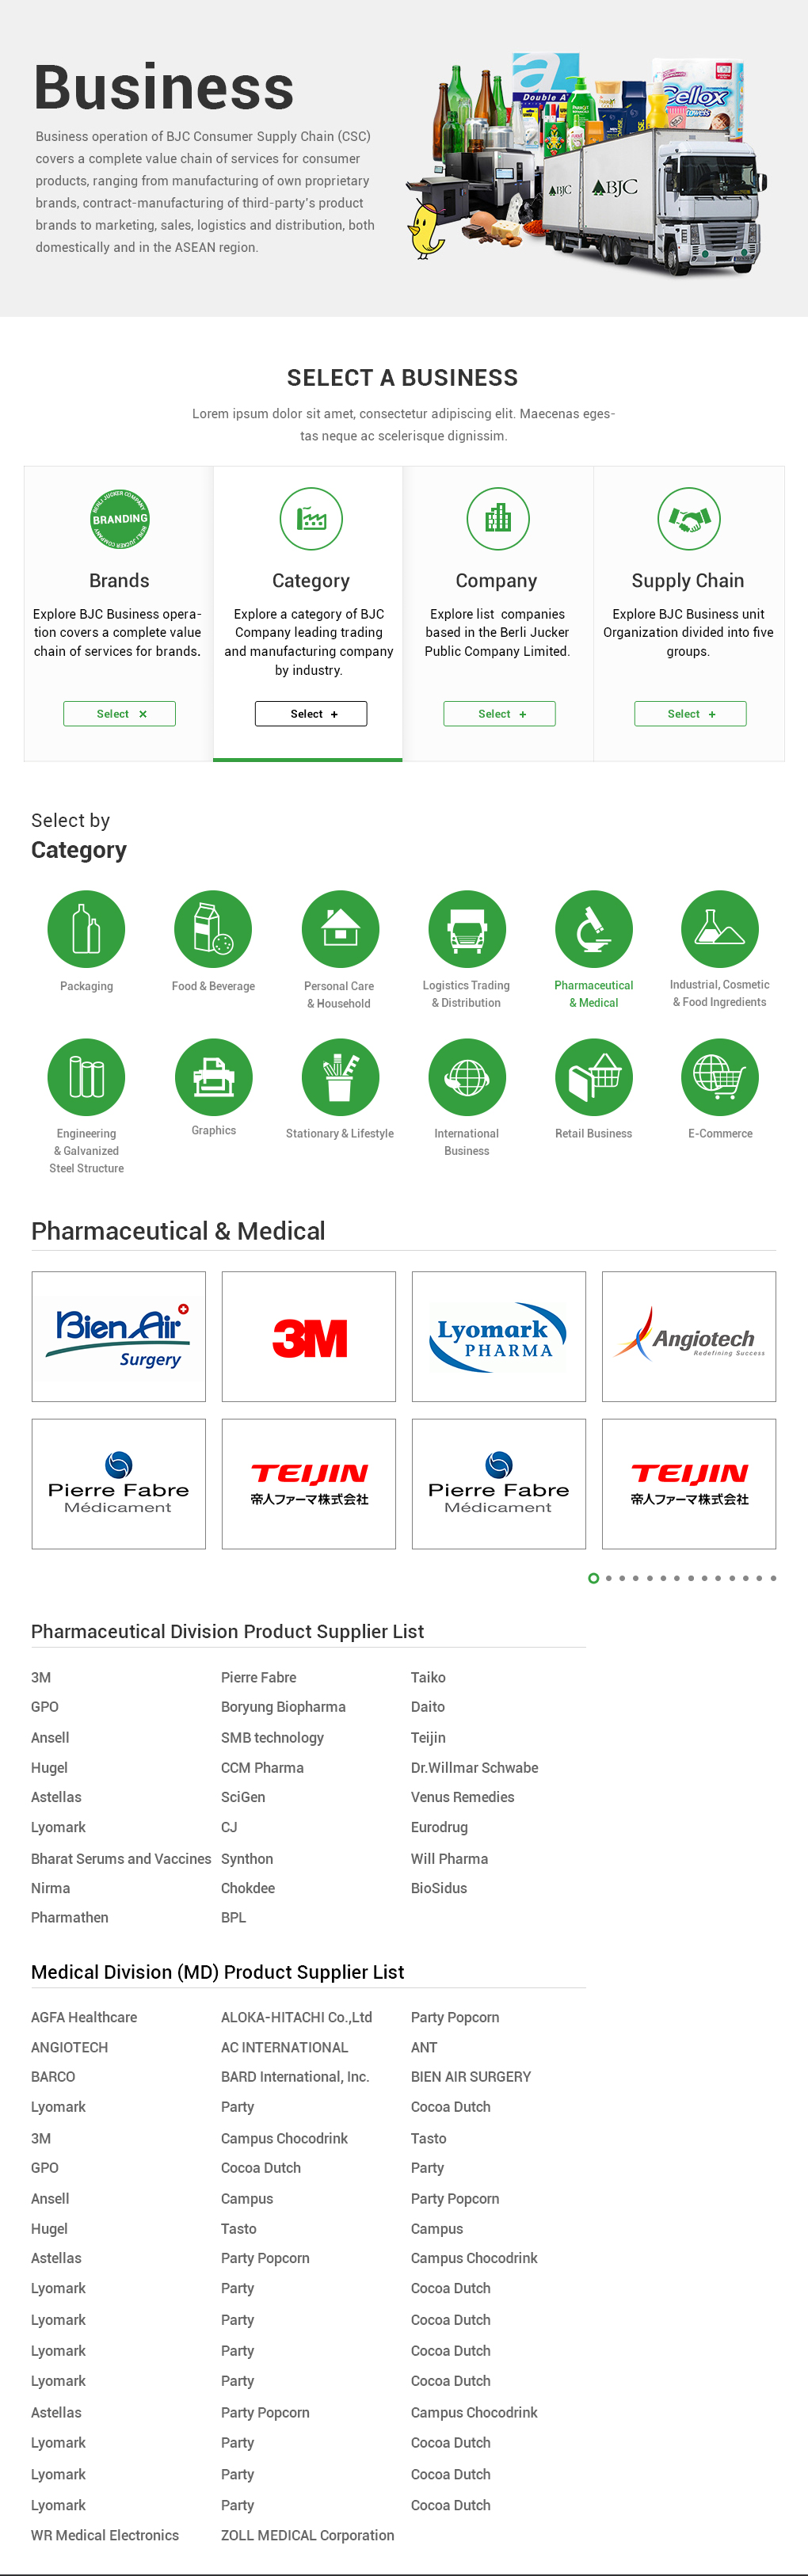 Business
Business operation of BJC Consumer Supply Chain (CSC)
covers a complete value chain of services for consumer
products, ranging from manufacturing of own proprietary
brands, contract-manufacturing of third-party's product
brands to marketing, sales, logistics and distribution, both
domestically and in the ASEAN region.
a
Double A
Cellox
towels
BJC
BJC
SELECT A BUSINESS
Lorem ipsum dolor sit amet, consectetur adipiscing elit. Maecenas eges-
tas neque ac scelerisque dignissim.
BERLI JUCKER COMPANY
BRANDING
BERLI JUCKER COMPANY
Brands
Explore BJC Business opera-
tion covers a complete value
chain of services for brands.
Select ×
Category
Explore a category of BJC
Company leading trading
and manufacturing company
by industry.
Select +
Company
Explore list  companies
based in the Berli Jucker
Public Company Limited.
Select +
Supply Chain
Explore BJC Business unit
Organization divided into five
groups.
Select +
Select by
Category
Packaging
Food & Beverage
Personal Care
& Household
Logistics Trading
& Distribution
Pharmaceutical
& Medical
Industrial, Cosmetic
& Food Ingredients
Engineering
& Galvanized
Steel Structure
Graphics
Stationary & Lifestyle
International
Business
Retail Business
E-Commerce
Pharmaceutical & Medical
Bien Air
Surgery
3M
Lyomark
PHARMA
Angiotech
Redefining Success
Pierre Fabre
Médicament
TEIJIN
帝人ファーマ株式会社
Pierre Fabre
Médicament
TEIJIN
帝人ファーマ株式会社
Pharmaceutical Division Product Supplier List
3M Pierre Fabre Taiko
GPO Boryung Biopharma Daito
Ansell SMB technology Teijin
Hugel CCM Pharma Dr.Willmar Schwabe
Astellas SciGen Venus Remedies
Lyomark CJ Eurodrug
Bharat Serums and Vaccines Synthon Will Pharma
Nirma Chokdee BioSidus
Pharmathen BPL
Medical Division (MD) Product Supplier List
AGFA Healthcare ALOKA-HITACHI Co.,Ltd Party Popcorn
ANGIOTECH AC INTERNATIONAL ANT
BARCO BARD International, Inc. BIEN AIR SURGERY
Lyomark Party Cocoa Dutch
3M Campus Chocodrink Tasto
GPO Cocoa Dutch Party
Ansell Campus Party Popcorn
Hugel Tasto Campus
Astellas Party Popcorn Campus Chocodrink
Lyomark Party Cocoa Dutch
Lyomark Party Cocoa Dutch
Lyomark Party Cocoa Dutch
Lyomark Party Cocoa Dutch
Astellas Party Popcorn Campus Chocodrink
Lyomark Party Cocoa Dutch
Lyomark Party Cocoa Dutch
Lyomark Party Cocoa Dutch
WR Medical Electronics ZOLL MEDICAL Corporation